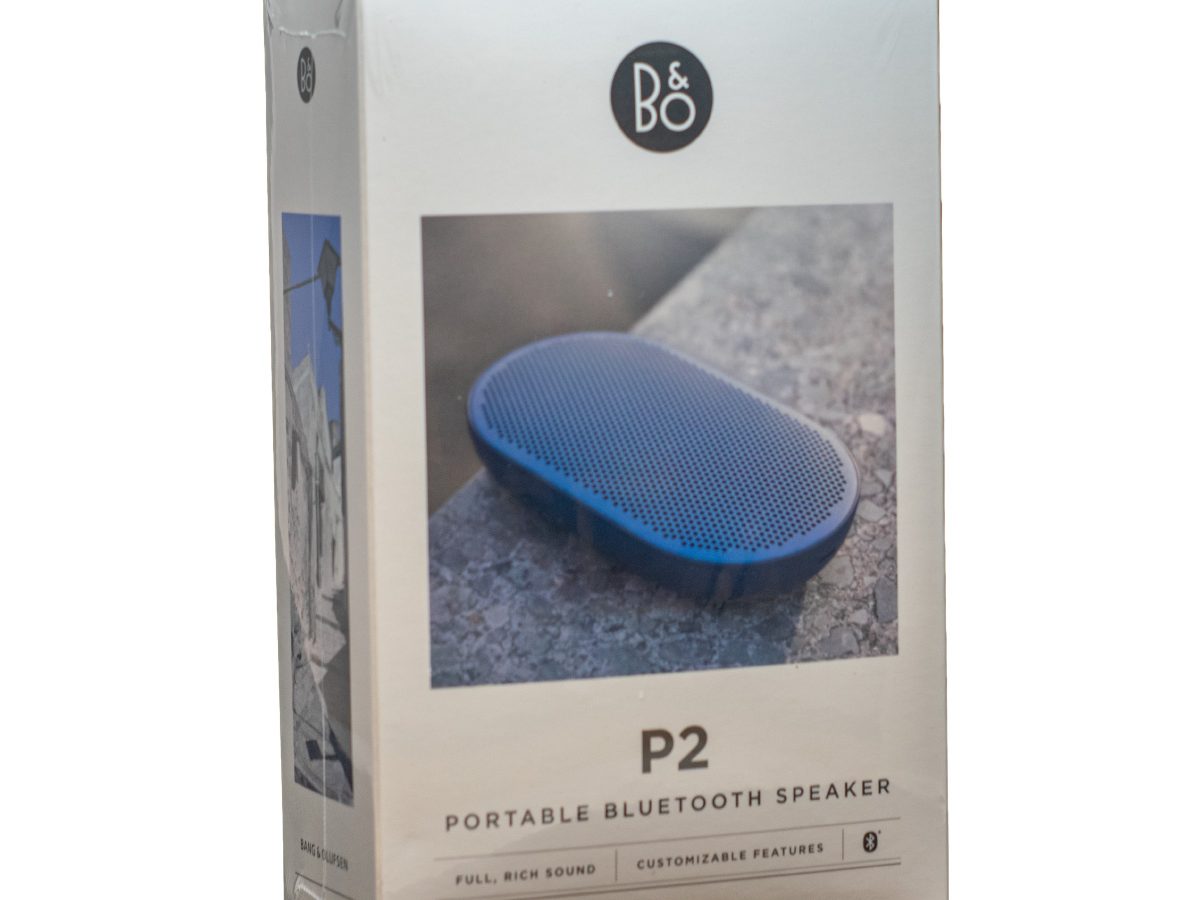 B&O
B&O
P2
PORTABLE BLUETOOTH SPEAKER
FULL, RICH SOUND
CUSTOMIZABLE FEATURES
BANG & OLUFSEN